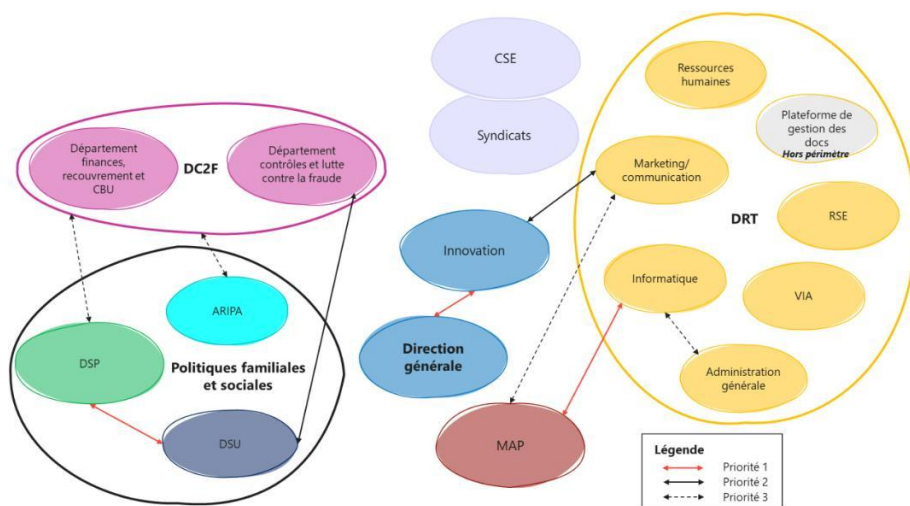 CSE
Syndicats
Ressources
humaines
Plateforme de
gestion des
docs
Hors périmètre
Département
finances,
recouvrement et
CBU
DC2F
Département
contrôles et lutte
contre la fraude
Marketing/
communication
DRT
RSE
Innovation
Informatique
VIA
ARIPA
Direction
générale
DSP
Politiques familiales
et sociales
Administration
générale
DSU
MAP
Légende
Priorité 1
Priorité 2
Priorité 3